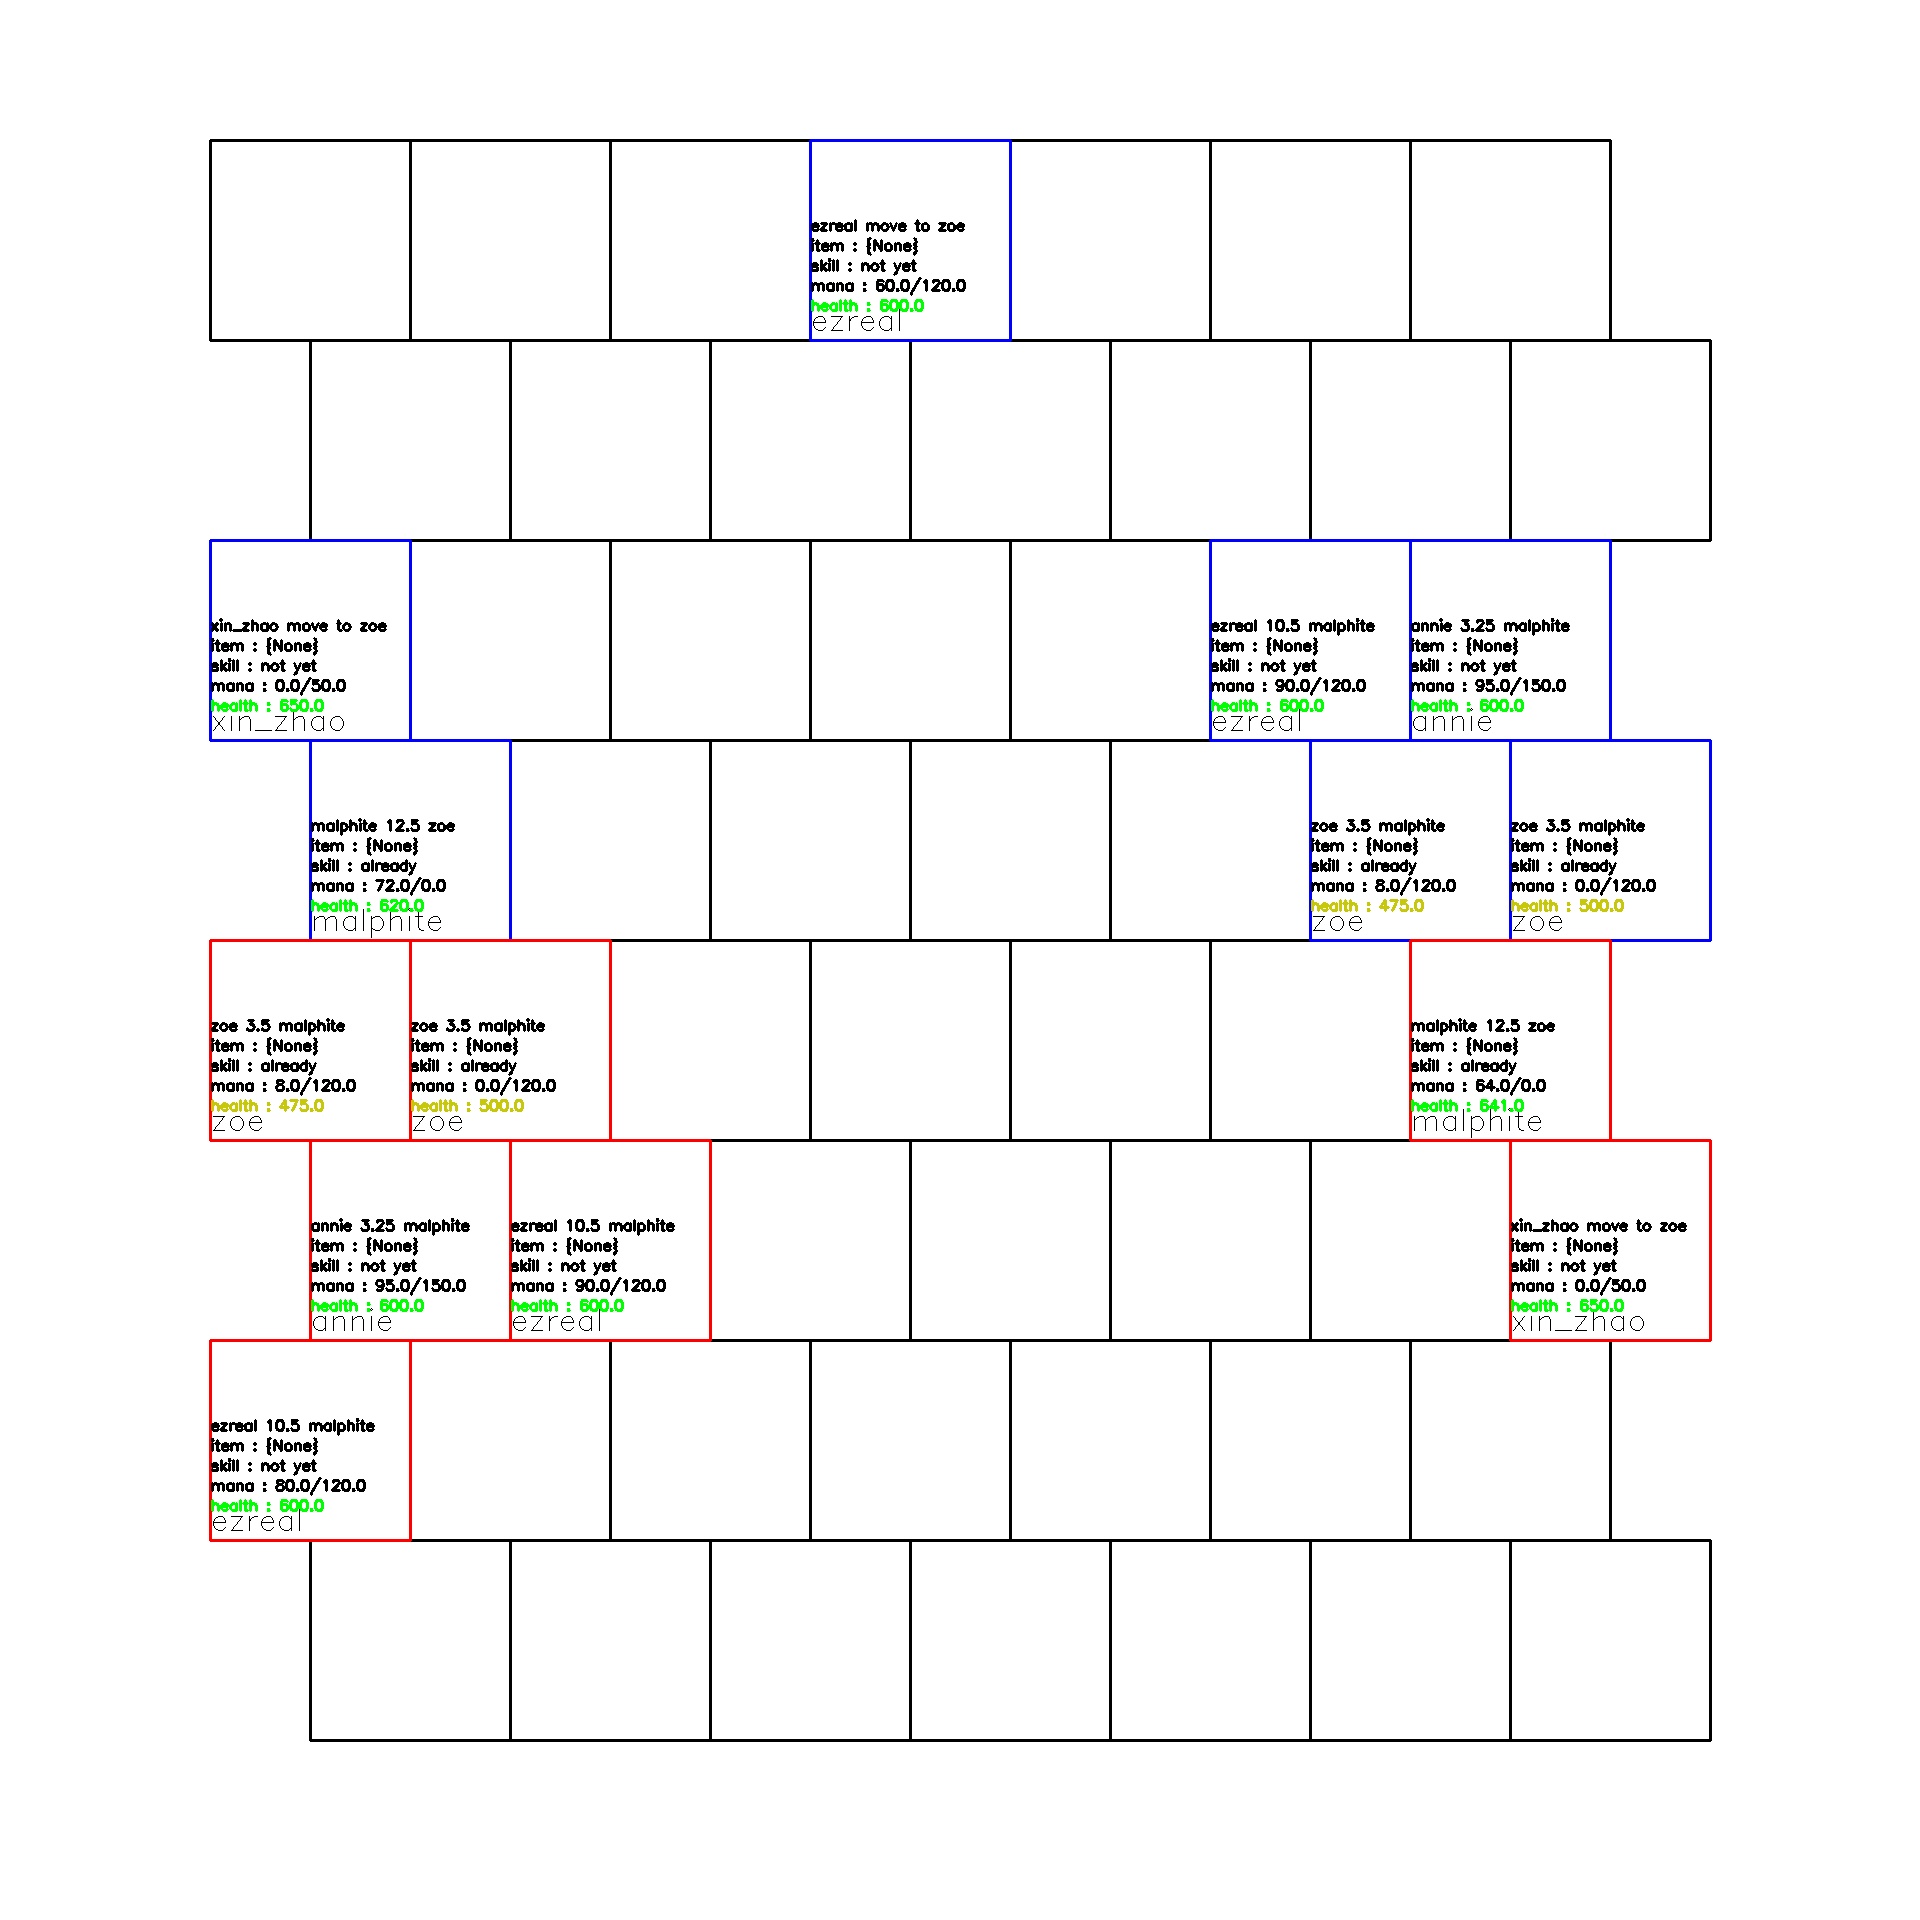 ezreal move to zoe
item : {None}
skill : not yet
mana : 60.0/120.0
health : 600.0
ezreal
xin_zhao move to zoe
item : {None}
skill : not yet
mana : 0.0/50.0
health : 650.0
xin_zhao
ezreal 10.5 malphite
item : {None}
skill : not yet
mana : 90.0/120.0
health : 600.0
ezreal
annie 3.25 malphite
item : {None}
skill : not yet
mana : 95.0/150.0
health : 600.0
annie
malphite 12.5 zoe
item : {None}
skill : already
mana : 72.0/0.0
health : 620.0
malphite
zoe 3.5 malphite
item : {None}
skill : already
mana : 8.0/120.0
health : 475.0
zoe
zoe 3.5 malphite
item : {None}
skill : already
mana : 0.0/120.0
health : 500.0
zoe
zoe 3.5 malphite
item : {None}
skill : already
mana : 8.0/120.0
health : 475.0
zoe
zoe 3.5 malphite
item : {None}
skill : already
mana : 0.0/120.0
health : 500.0
zoe
malphite 12.5 zoe
item : {None}
skill : already
mana : 64.0/0.0
health : 641.0
malphite
annie 3.25 malphite
item : {None}
skill : not yet
mana : 95.0/150.0
health : 600.0
annie
ezreal 10.5 malphite
item : {None}
skill : not yet
mana : 90.0/120.0
health : 600.0
ezreal
xin_zhao move to zoe
item : {None}
skill : not yet
mana : 0.0/50.0
health : 650.0
xin_zhao
ezreal 10.5 malphite
item : {None}
skill : not yet
mana : 80.0/120.0
health : 600.0
ezreal